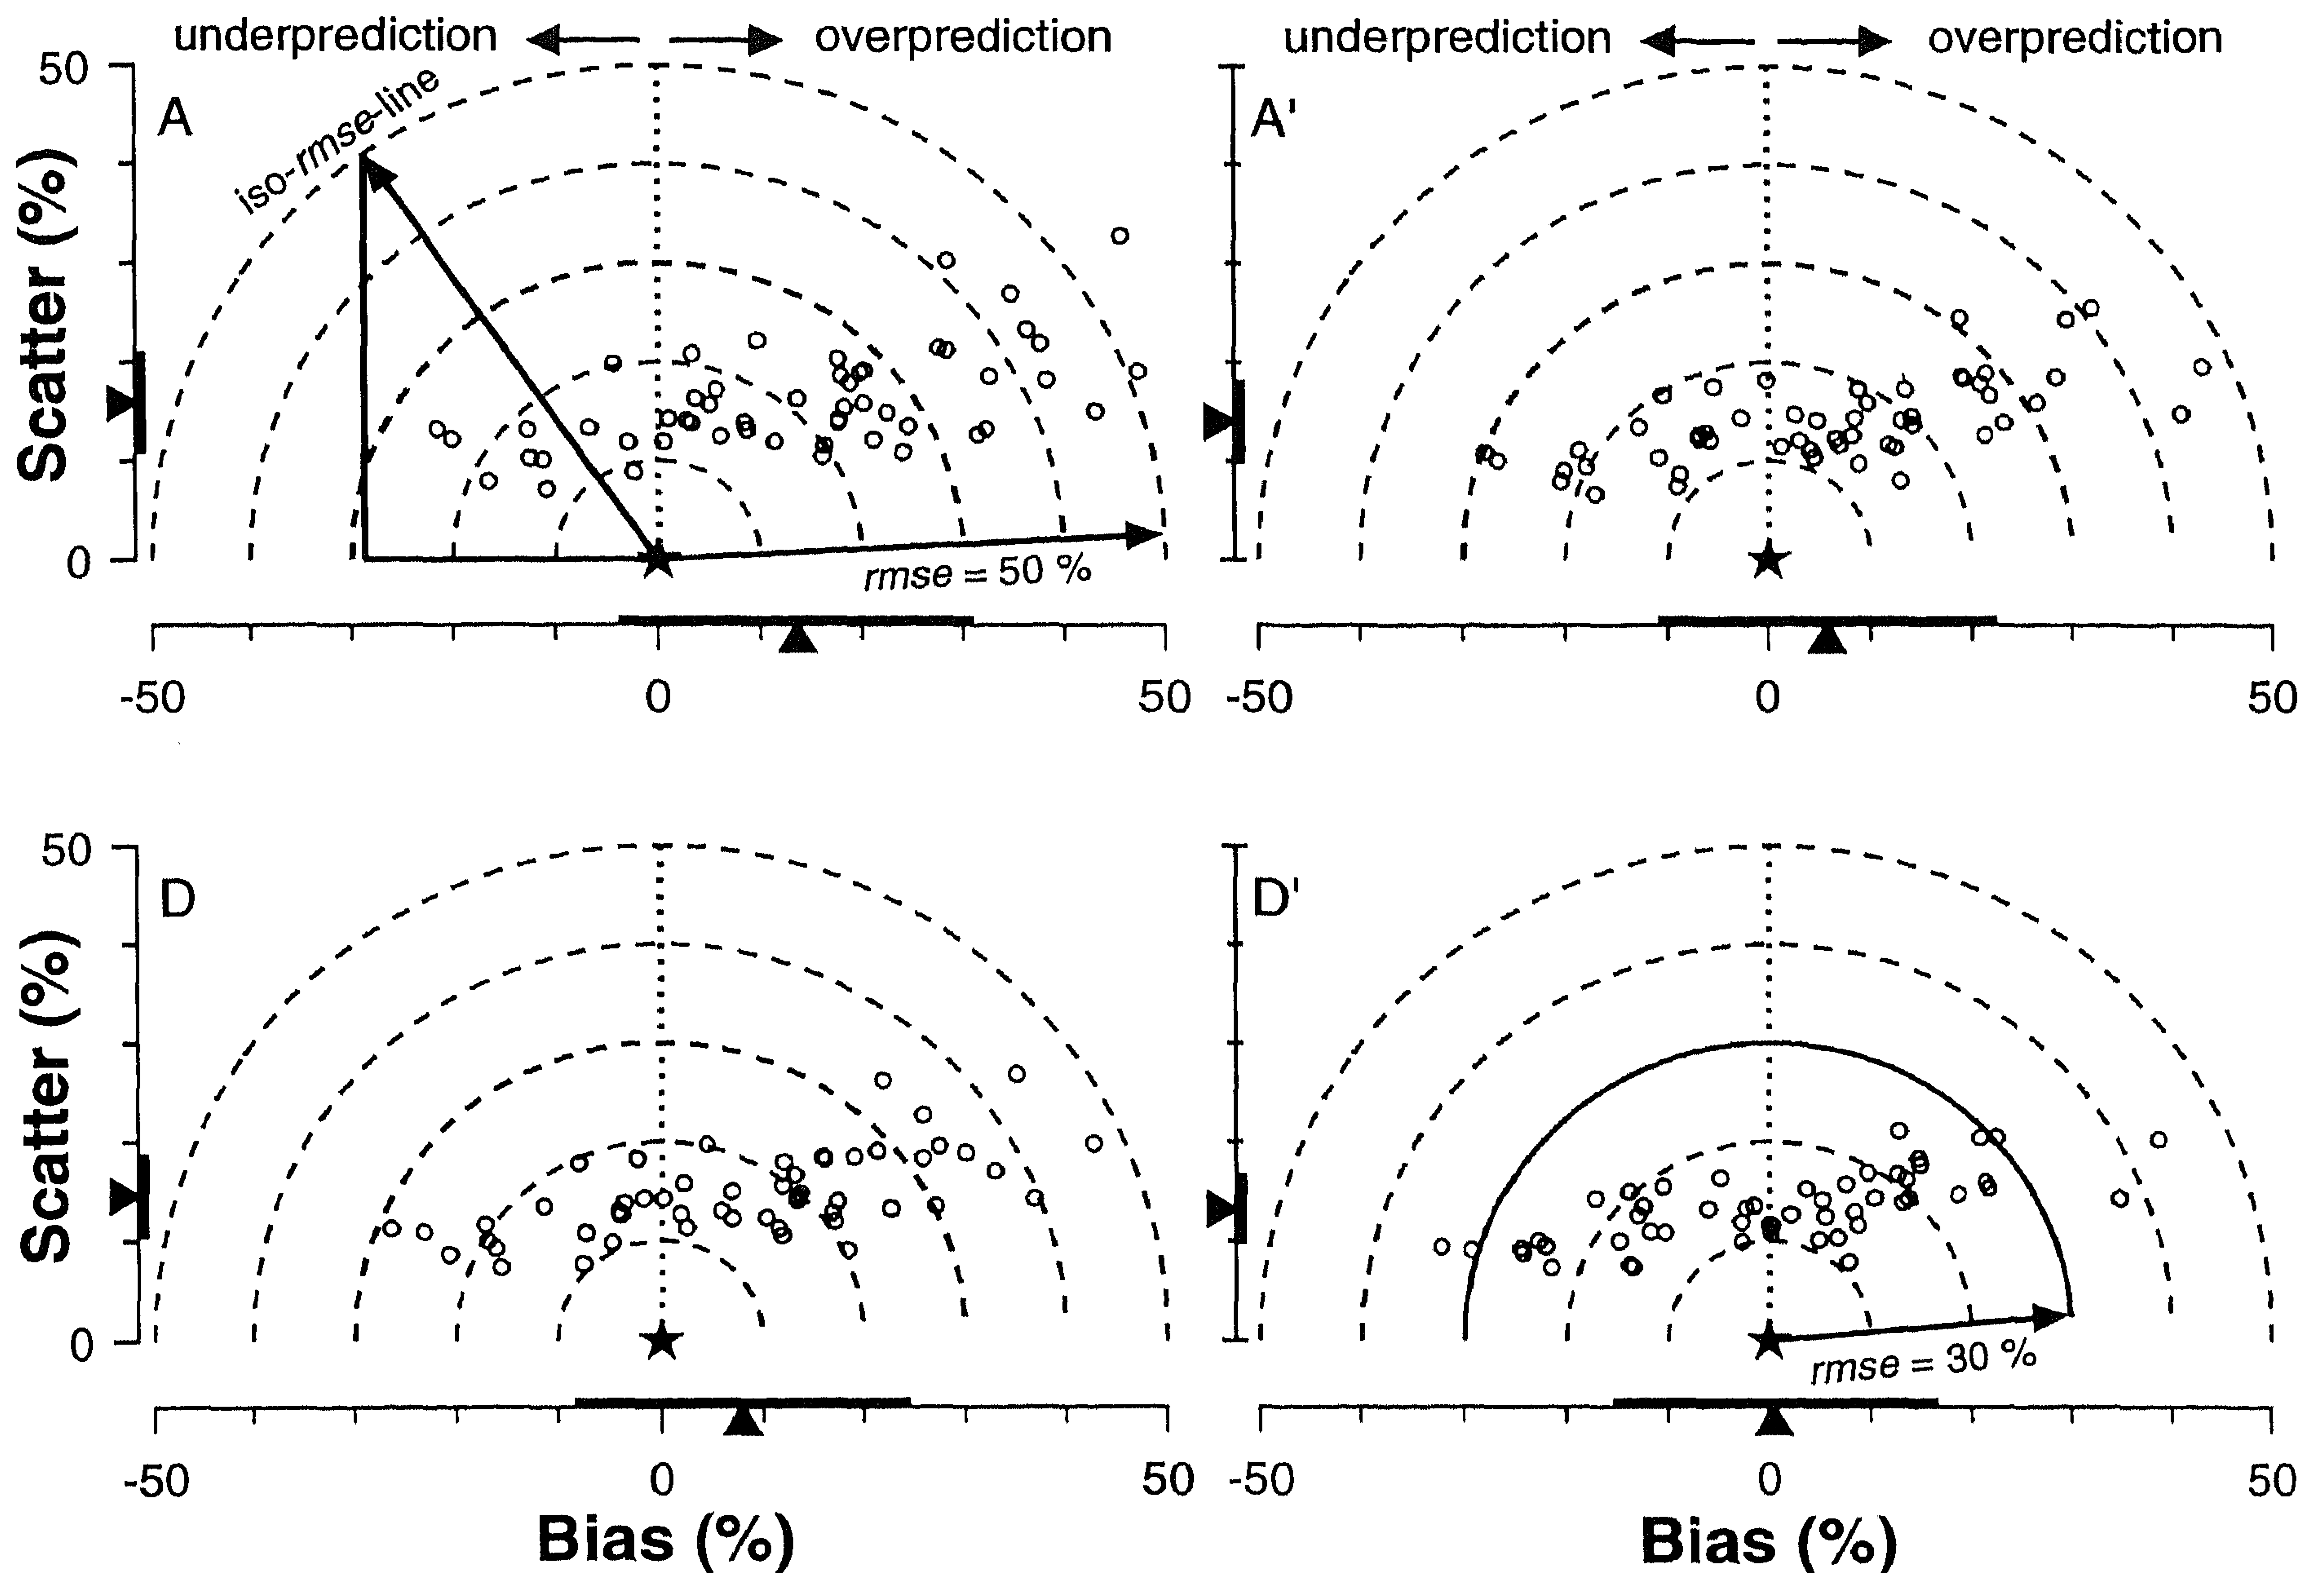 underprediction overprediction underprediction overprediction
50
A
iso-rmse-line
A'
Scatter (%)
0
rmse = 50 %
-50 0 50 -50 0 50
50
D
D'
Scatter (%)
0
rmse = 30 %
-50 0 50 -50 0 50
Bias (%) Bias (%)